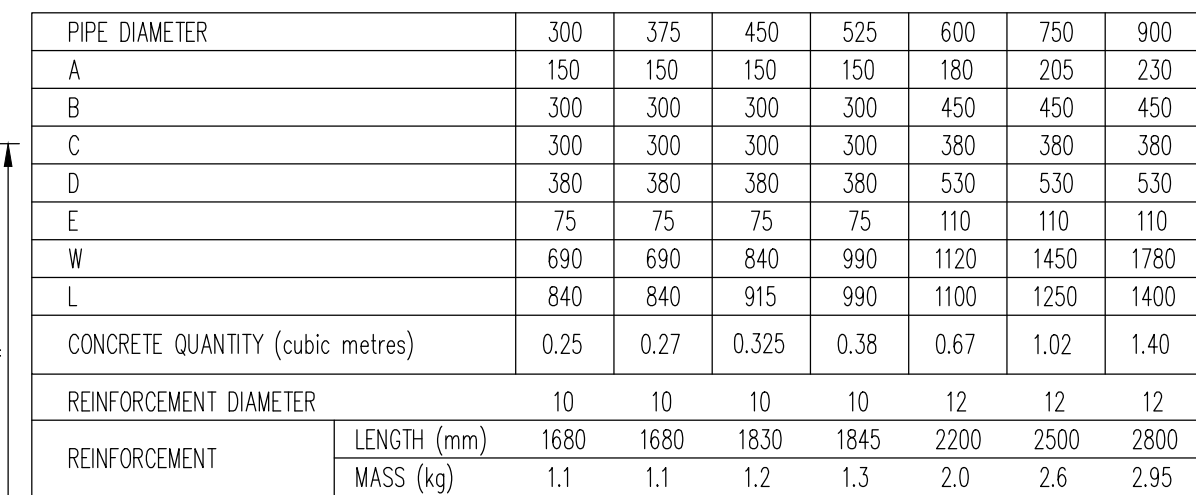 PIPE DIAMETER 300 375 450 525 600 750 900
A 150 150 150 150 180 205 230
B 300 300 300 300 450 450 450
C 300 300 300 300 380 380 380
D 380 380 380 380 530 530 530
E 75 75 75 75 110 110 110
W 690 690 840 990 1120 1450 1780
L 840 840 915 990 1100 1250 1400
CONCRETE QUANTITY (cubic metres) 0.25 0.27 0.325 0.38 0.67 1.02 1.40
REINFORCEMENT DIAMETER 10 10 10 10 12 12 12
REINFORCEMENT LENGTH (mm) 1680 1680 1830 1845 2200 2500 2800
MASS (kg) 1.1 1.1 1.2 1.3 2.0 2.6 2.95